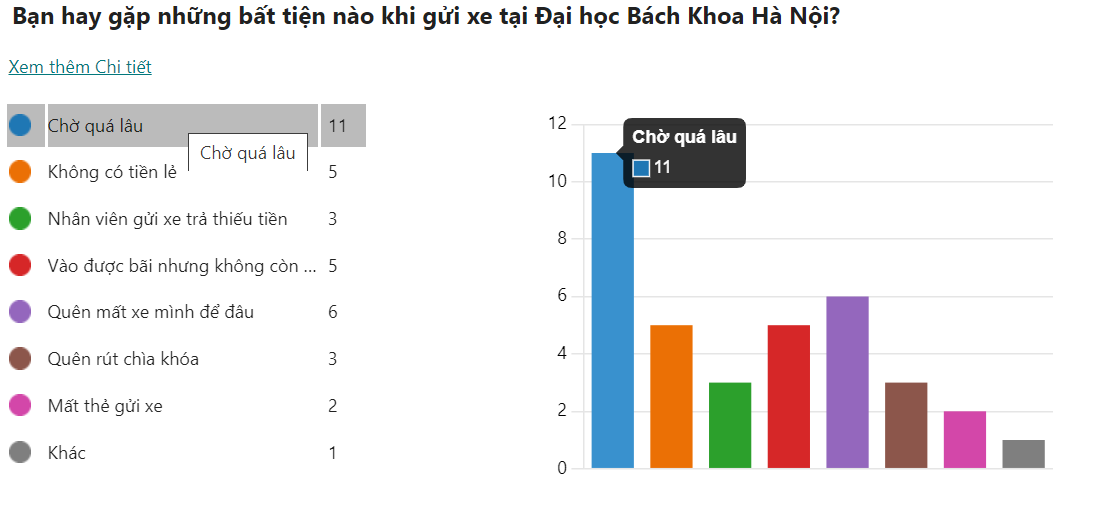 Bạn hay gặp những bất tiện nào khi gửi xe tại Đại học Bách Khoa Hà Nội?
Xem thêm Chi tiết
Chờ quá lâu 11
Chờ quá lâu
Không có tiền lẻ 5
Nhân viên gửi xe trả thiếu tiền 3
Vào được bãi nhưng không còn ... 5
Quên mất xe mình để đâu 6
Quên rút chìa khóa 3
Mất thẻ gửi xe 2
Khác 1
12
10
8
6
4
2
0
Chờ quá lâu
11